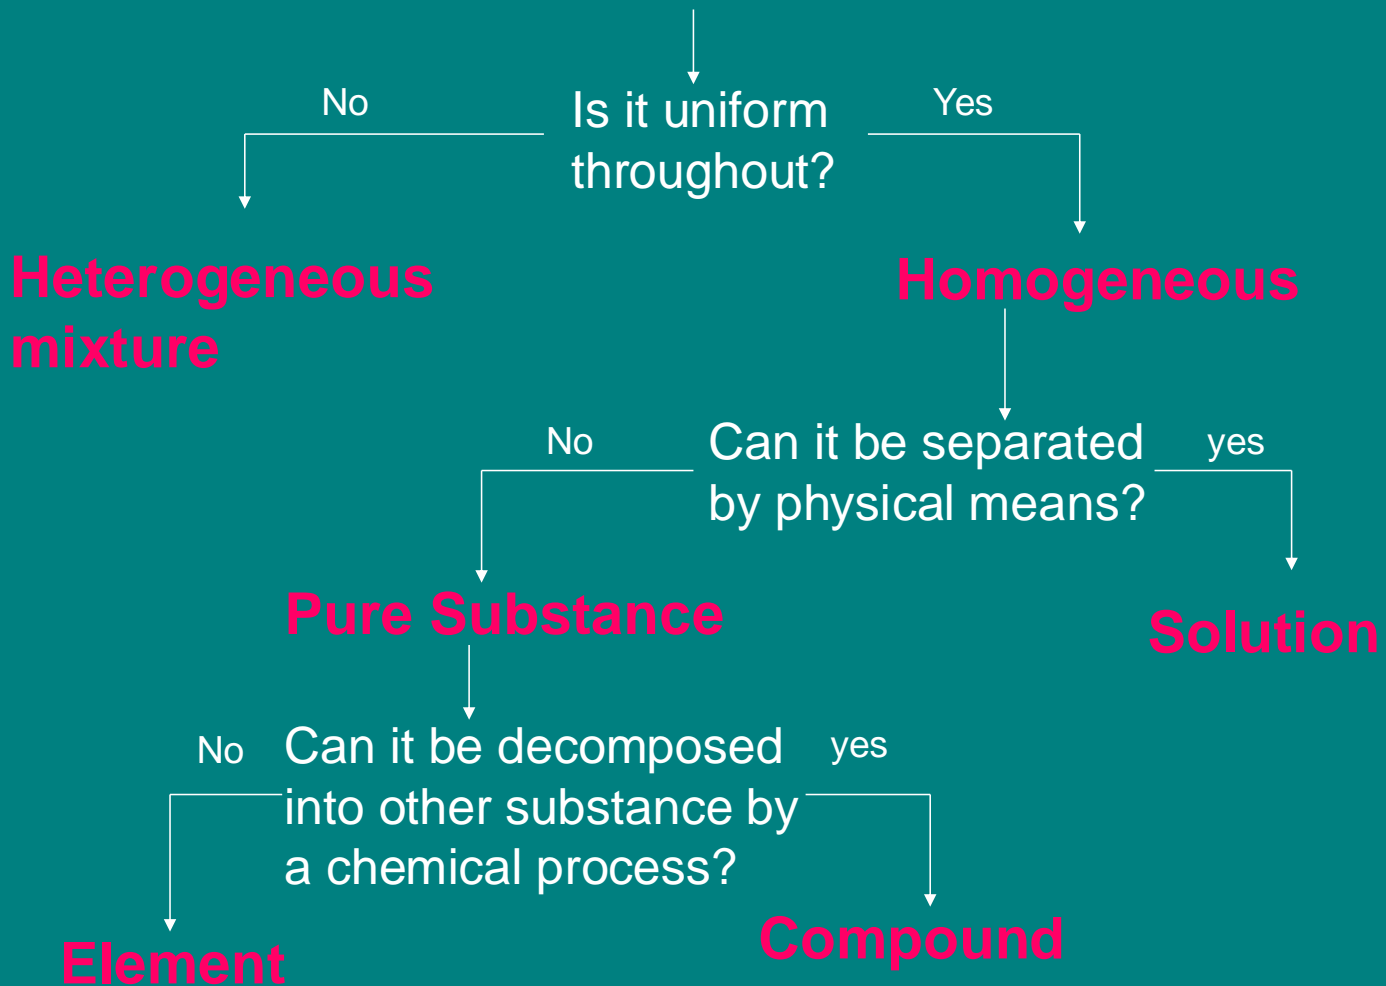 No
Is it uniform
throughout?
Yes
Heterogeneous
mixture
Homogeneous
No
Can it be separated
by physical means?
yes
Pure Substance
Solution
No
Can it be decomposed
into other substance by
a chemical process?
yes
Element
Compound